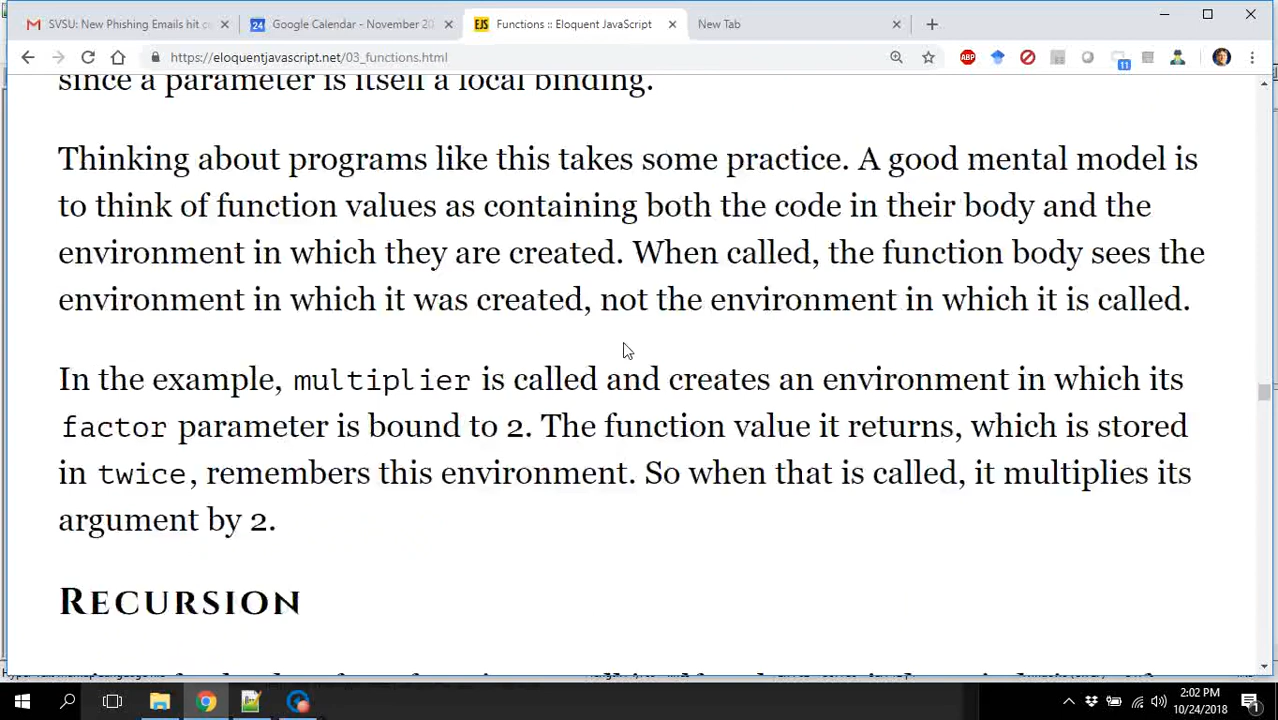 SVSU: New Phishing Emails hit c
Google Calendar - November 20
Functions :: Eloquent JavaScript
New Tab
https://eloquentjavascript.net/03_functions.html
since a parameter is itself a local binding.
Thinking about programs like this takes some practice. A good mental model is
to think of function values as containing both the code in their body and the
environment in which they are created. When called, the function body sees the
environment in which it was created, not the environment in which it is called.
In the example, multiplier is called and creates an environment in which its
factor parameter is bound to 2. The function value it returns, which is stored
in twice, remembers this environment. So when that is called, it multiplies its
argument by 2.
RECURSION
2:02 PM
10/24/2018